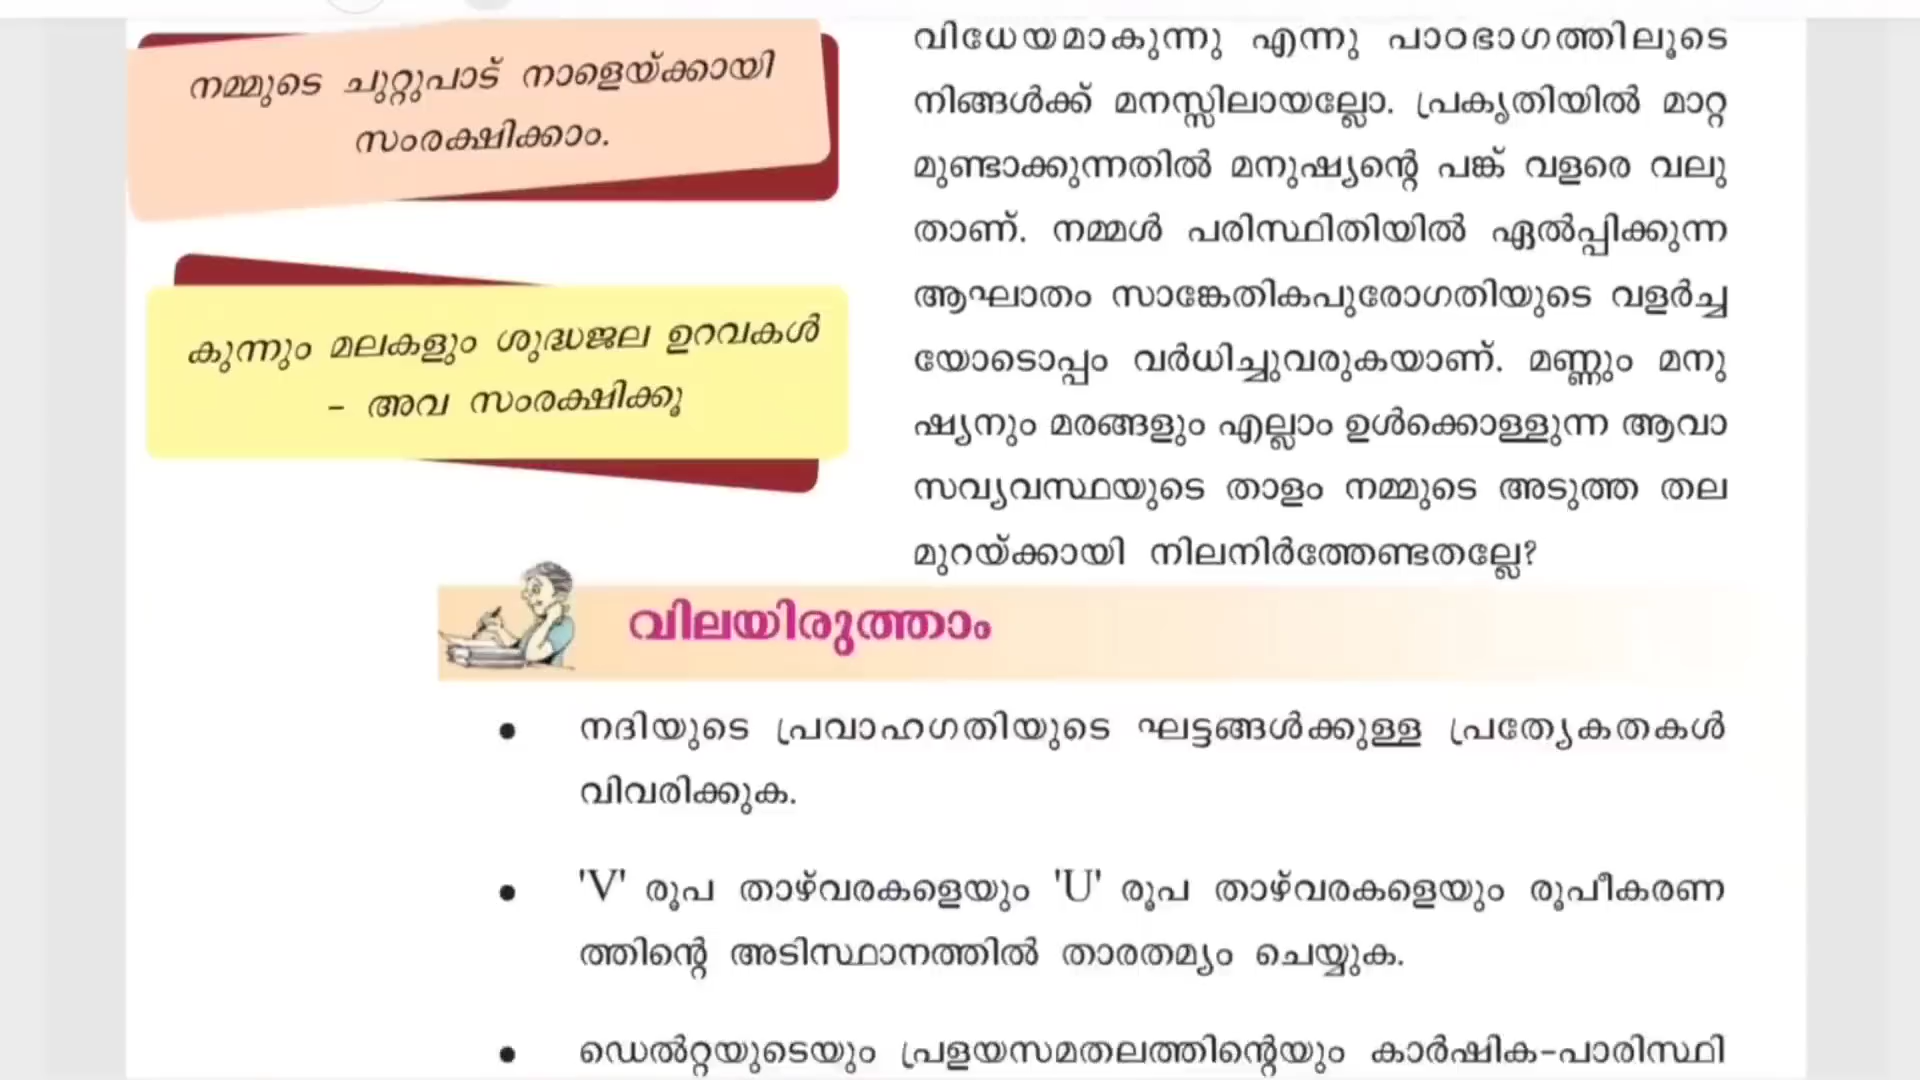 നമ്മുടെ ചുറ്റുപാട് നാളെയ്ക്കായി
സംരക്ഷിക്കാം.
കുന്നും മലകളും ശുദ്ധജല ഉറവകൾ
- അവ സംരക്ഷിക്കൂ
വിധേയമാകുന്നു എന്നു പാഠഭാഗത്തിലൂടെ
നിങ്ങൾക്ക് മനസ്സിലായല്ലോ. പ്രകൃതിയിൽ മാറ്റ
മുണ്ടാക്കുന്നതിൽ മനുഷ്യന്റെ പങ്ക് വളരെ വലു
താണ്. നമ്മൾ പരിസ്ഥിതിയിൽ ഏൽപ്പിക്കുന്ന
ആഘാതം സാങ്കേതികപുരോഗതിയുടെ വളർച്ച
യോടൊപ്പം വർധിച്ചുവരുകയാണ്. മണ്ണും മനു
ഷ്യനും മരങ്ങളും എല്ലാം ഉൾക്കൊള്ളുന്ന ആവാ
സവ്യവസ്ഥയുടെ താളം നമ്മുടെ അടുത്ത തല
മുറയ്ക്കായി നിലനിർത്തേണ്ടതല്ലേ?
വിലയിരുത്താം
• നദിയുടെ പ്രവാഹഗതിയുടെ ഘട്ടങ്ങൾക്കുള്ള പ്രത്യേകതകൾ
വിവരിക്കുക.
• 'V' രൂപ താഴ്‌വരകളെയും 'U' രൂപ താഴ്‌വരകളെയും രൂപീകരണ
ത്തിന്റെ അടിസ്ഥാനത്തിൽ താരതമ്യം ചെയ്യുക.
• ഡെൽറ്റയുടെയും പ്രളയസമതലത്തിന്റെയും കാർഷിക-പാരിസ്ഥി